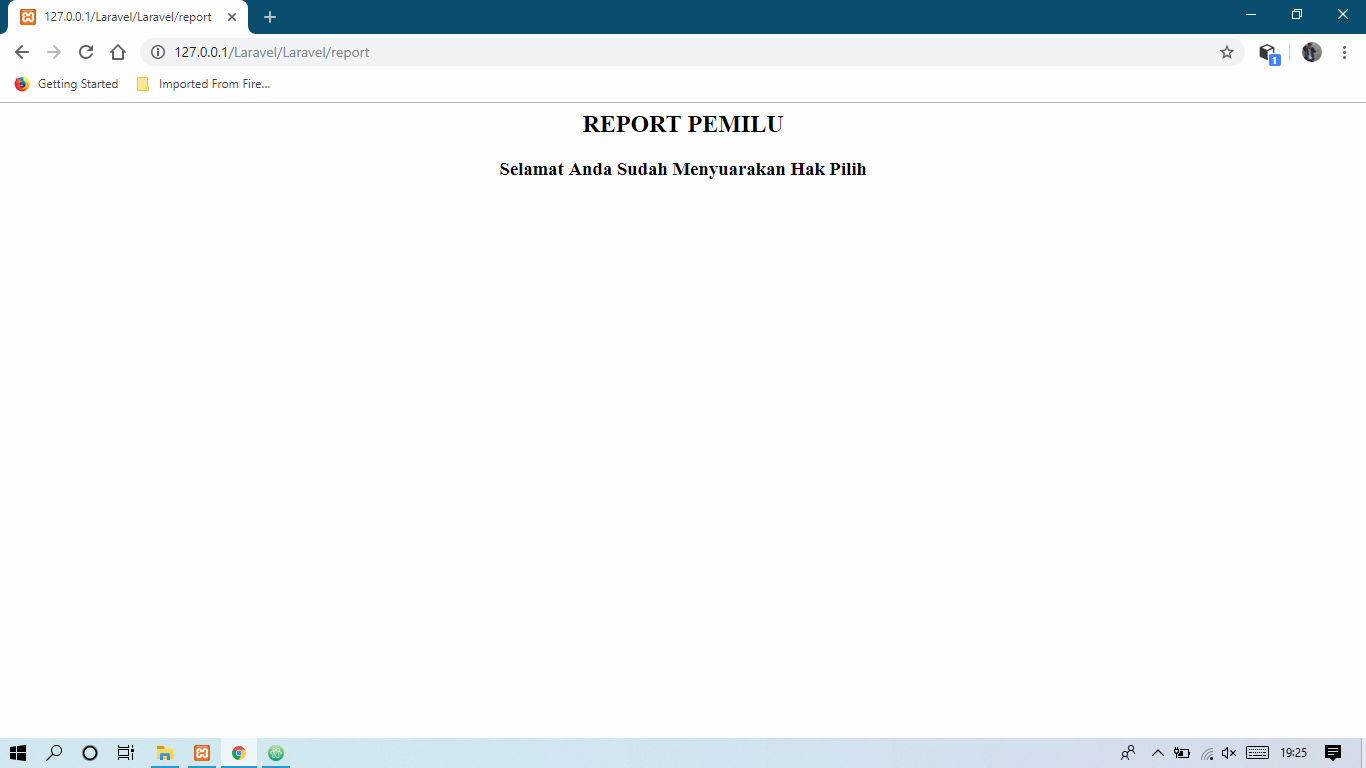 127.0.0.1/Laravel/Laravel/report
127.0.0.1/Laravel/Laravel/report
1
Getting Started
Imported From Fire...
REPORT PEMILU
Selamat Anda Sudah Menyuarakan Hak Pilih
19:25